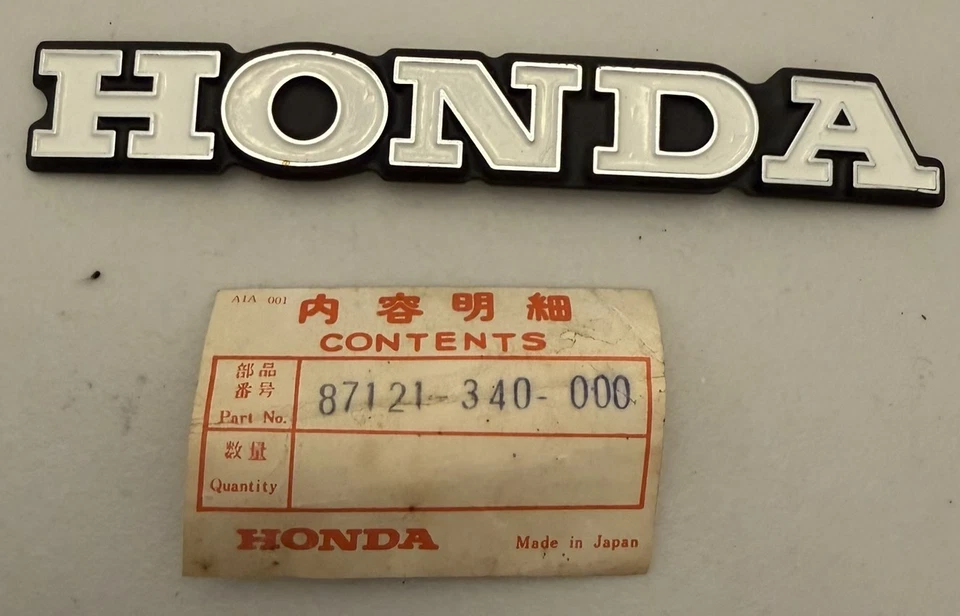 HONDA
AIA 001
内容明細
CONTENTS
部品
番号
Part No.
87121-340-000
数量
Quantity
HONDA
Made in Japan